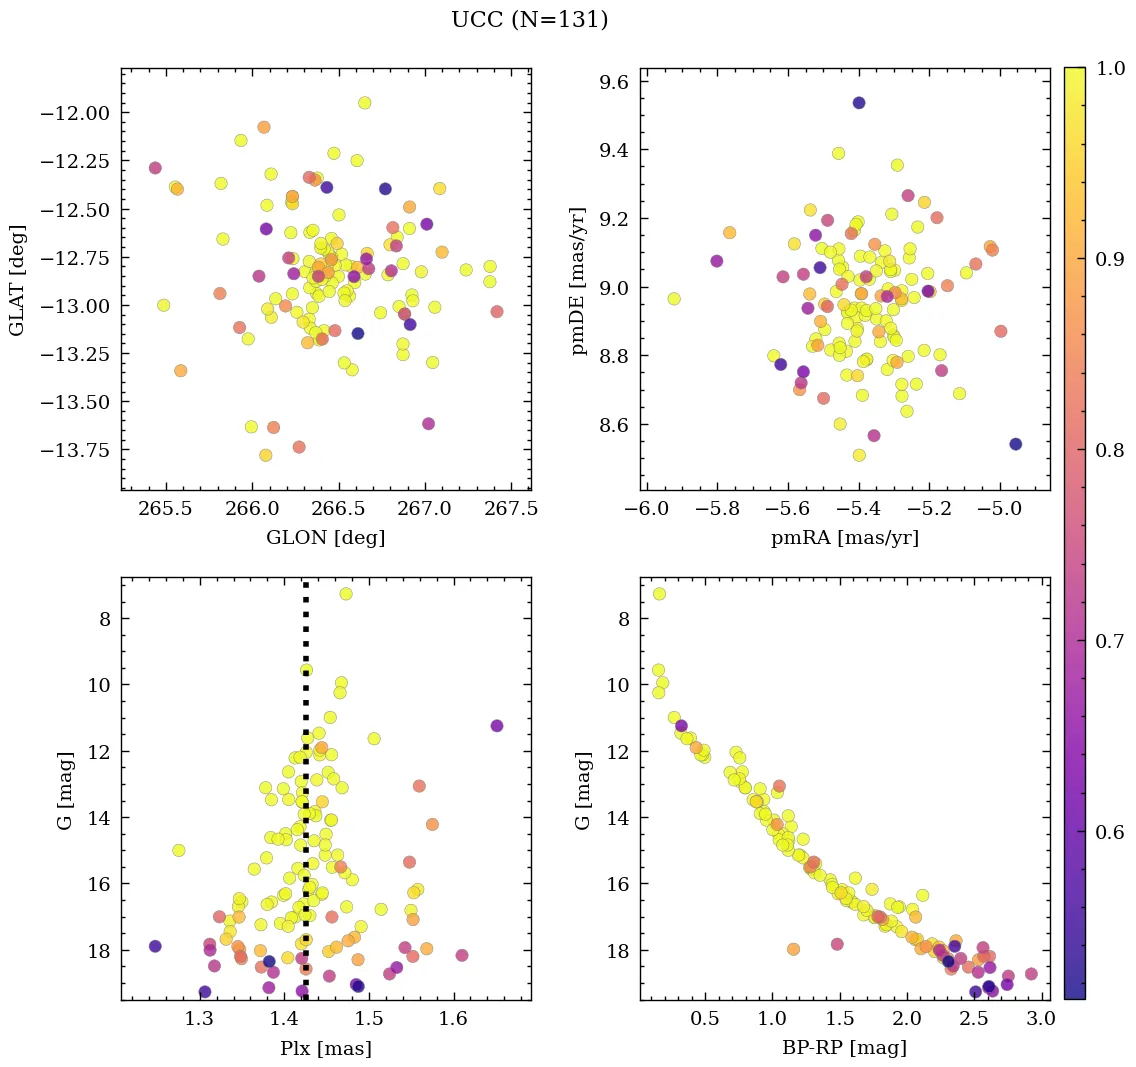 UCC (N=131)
−12.00
−12.25
−12.50
−12.75
−13.00
−13.25
−13.50
−13.75
GLAT [deg]
265.5 266.0 266.5 267.0 267.5
GLON [deg]
9.6
9.4
9.2
9.0
8.8
8.6
pmDE [mas/yr]
−6.0 −5.8 −5.6 −5.4 −5.2 −5.0
pmRA [mas/yr]
8
10
12
14
16
18
G [mag]
1.3 1.4 1.5 1.6
Plx [mas]
8
10
12
14
16
18
G [mag]
0.5 1.0 1.5 2.0 2.5 3.0
BP-RP [mag]
1.0
0.9
0.8
0.7
0.6